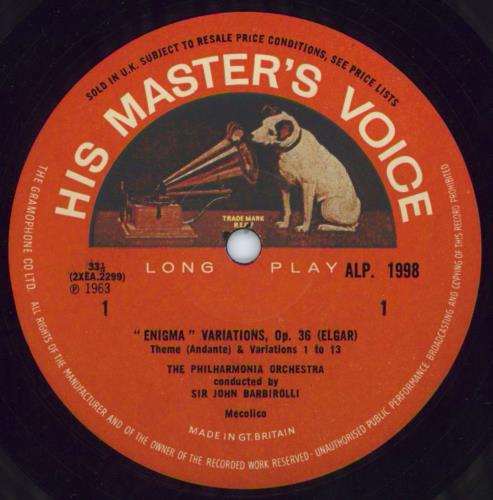 SOLD IN U.K. SUBJECT TO RESALE PRICE CONDITIONS, SEE PRICE LISTS
HIS MASTER'S VOICE
TRADE MARK
REGD
LONG PLAY
33⅓
(2XEA.2299)
℗ 1963
1
ALP. 1998
1
"ENIGMA" VARIATIONS, Op. 36 (ELGAR)
Theme (Andante) & Variations 1 to 13
THE PHILHARMONIA ORCHESTRA
conducted by
SIR JOHN BARBIROLLI
Mecolico
MADE IN GT. BRITAIN
THE GRAMOPHONE CO. LTD. ALL RIGHTS OF THE MANUFACTURER AND OF THE OWNER OF THE RECORDED WORK RESERVED · UNAUTHORISED PUBLIC PERFORMANCE BROADCASTING AND COPYING OF THIS RECORD PROHIBITED